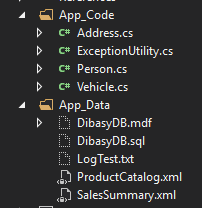 App_Code
C# Address.cs
C# ExceptionUtility.cs
C# Person.cs
C# Vehicle.cs
App_Data
DibasyDB.mdf
DibasyDB.sql
LogTest.txt
ProductCatalog.xml
SalesSummary.xml